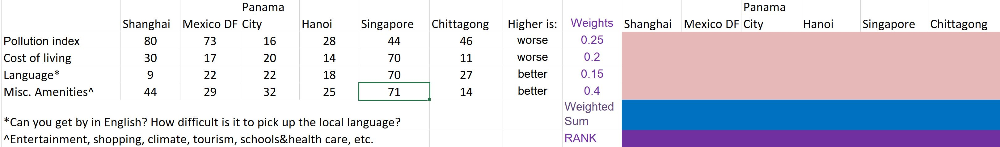 Shanghai Mexico DF Panama City Hanoi Singapore Chittagong Higher is: Weights Shanghai Mexico DF Panama City Hanoi Singapore Chittagong
Pollution index 80 73 16 28 44 46 worse 0.25
Cost of living 30 17 20 14 70 11 worse 0.2
Language* 9 22 22 18 70 27 better 0.15
Misc. Amenities^ 44 29 32 25 71 14 better 0.4
*Can you get by in English? How difficult is it to pick up the local language? Weighted Sum
^Entertainment, shopping, climate, tourism, schools&health care, etc. RANK